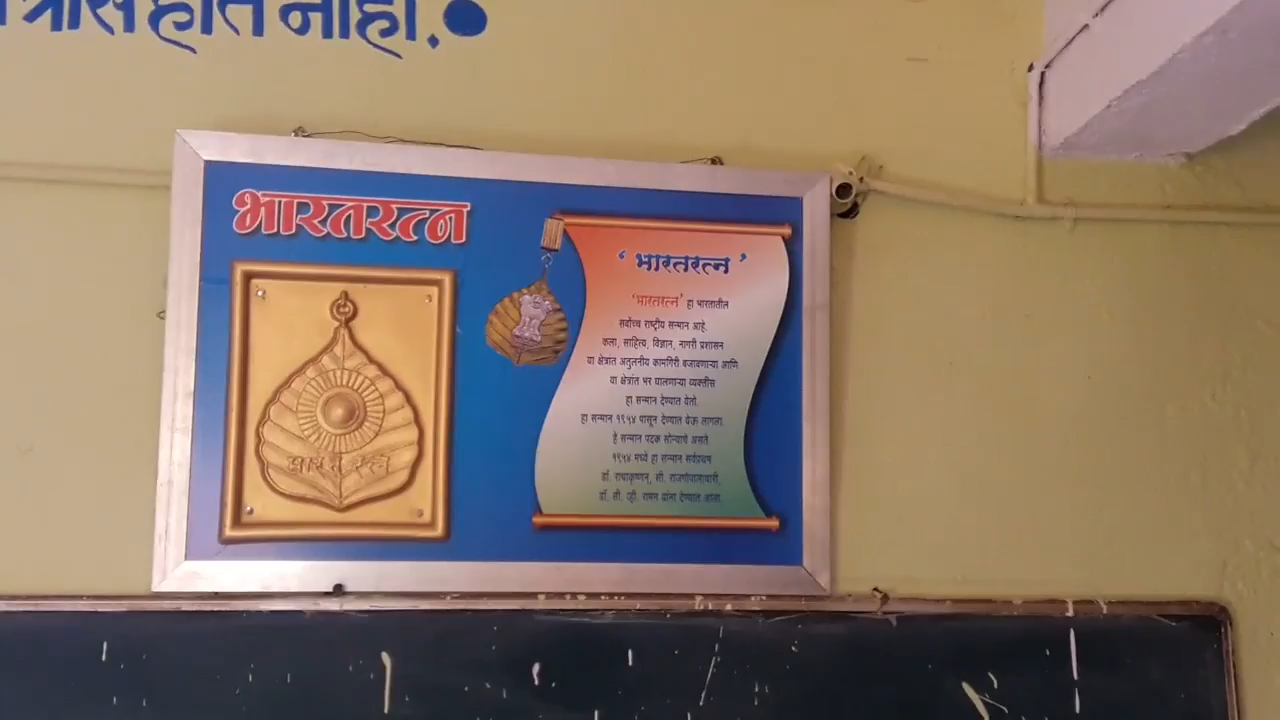 त्रास होत नाही.
भारतरत्न
भारत रत्न
‘ भारतरत्न ’
‘भारतरत्न’ हा भारतातील
सर्वोच्च राष्ट्रीय सन्मान आहे.
कला, साहित्य, विज्ञान, नागरी प्रशासन
या क्षेत्रात अतुलनीय कामगिरी बजावणाऱ्या आणि
या क्षेत्रांत भर घालणाऱ्या व्यक्तीस
हा सन्मान देण्यात येतो.
हा सन्मान १९५४ पासून देण्यात येऊ लागला.
हे सन्मान पदक सोन्याचे असते
१९५४ मध्ये हा सन्मान सर्वप्रथम
डॉ. राधाकृष्णन्, सी. राजगोपालाचारी,
डॉ. सी. व्ही. रामन यांना देण्यात आला.